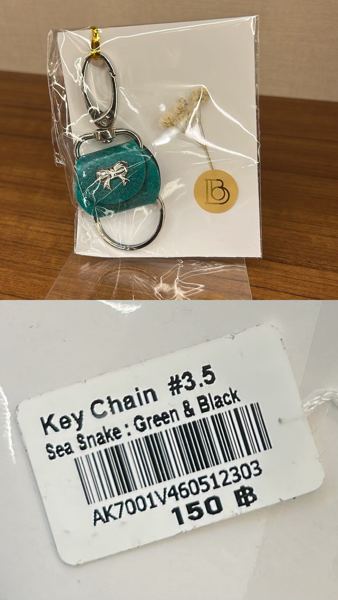 B
Key Chain #3.5
Sea Snake : Green & Black
AK7001V460512303
150 ฿